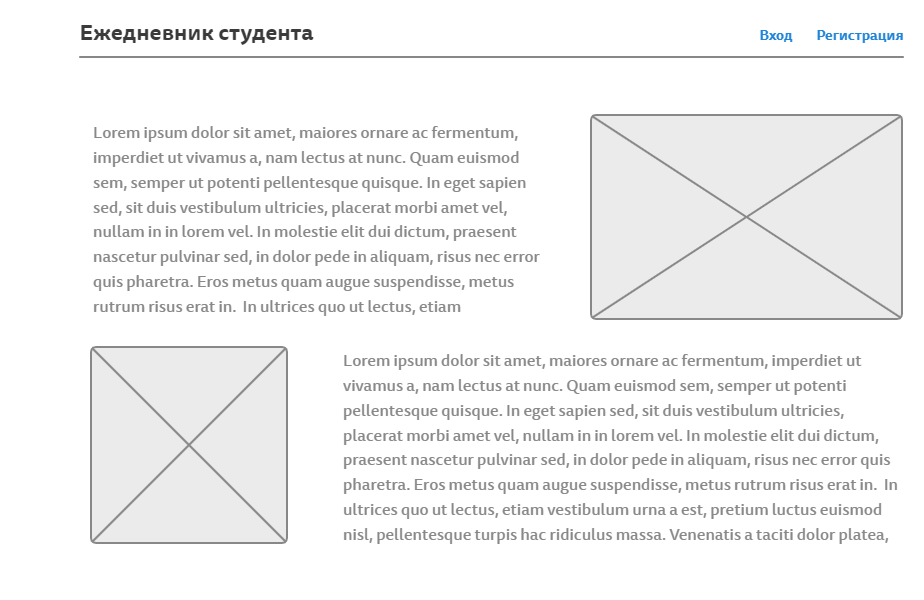 Ежедневник студента
Вход Регистрация
Lorem ipsum dolor sit amet, maiores ornare ac fermentum,
imperdiet ut vivamus a, nam lectus at nunc. Quam euismod
sem, semper ut potenti pellentesque quisque. In eget sapien
sed, sit duis vestibulum ultricies, placerat morbi amet vel,
nullam in in lorem vel. In molestie elit dui dictum, praesent
nascetur pulvinar sed, in dolor pede in aliquam, risus nec error
quis pharetra. Eros metus quam augue suspendisse, metus
rutrum risus erat in.  In ultrices quo ut lectus, etiam
Lorem ipsum dolor sit amet, maiores ornare ac fermentum, imperdiet ut
vivamus a, nam lectus at nunc. Quam euismod sem, semper ut potenti
pellentesque quisque. In eget sapien sed, sit duis vestibulum ultricies,
placerat morbi amet vel, nullam in in lorem vel. In molestie elit dui dictum,
praesent nascetur pulvinar sed, in dolor pede in aliquam, risus nec error quis
pharetra. Eros metus quam augue suspendisse, metus rutrum risus erat in.  In
ultrices quo ut lectus, etiam vestibulum urna a est, pretium luctus euismod
nisl, pellentesque turpis hac ridiculus massa. Venenatis a taciti dolor platea,